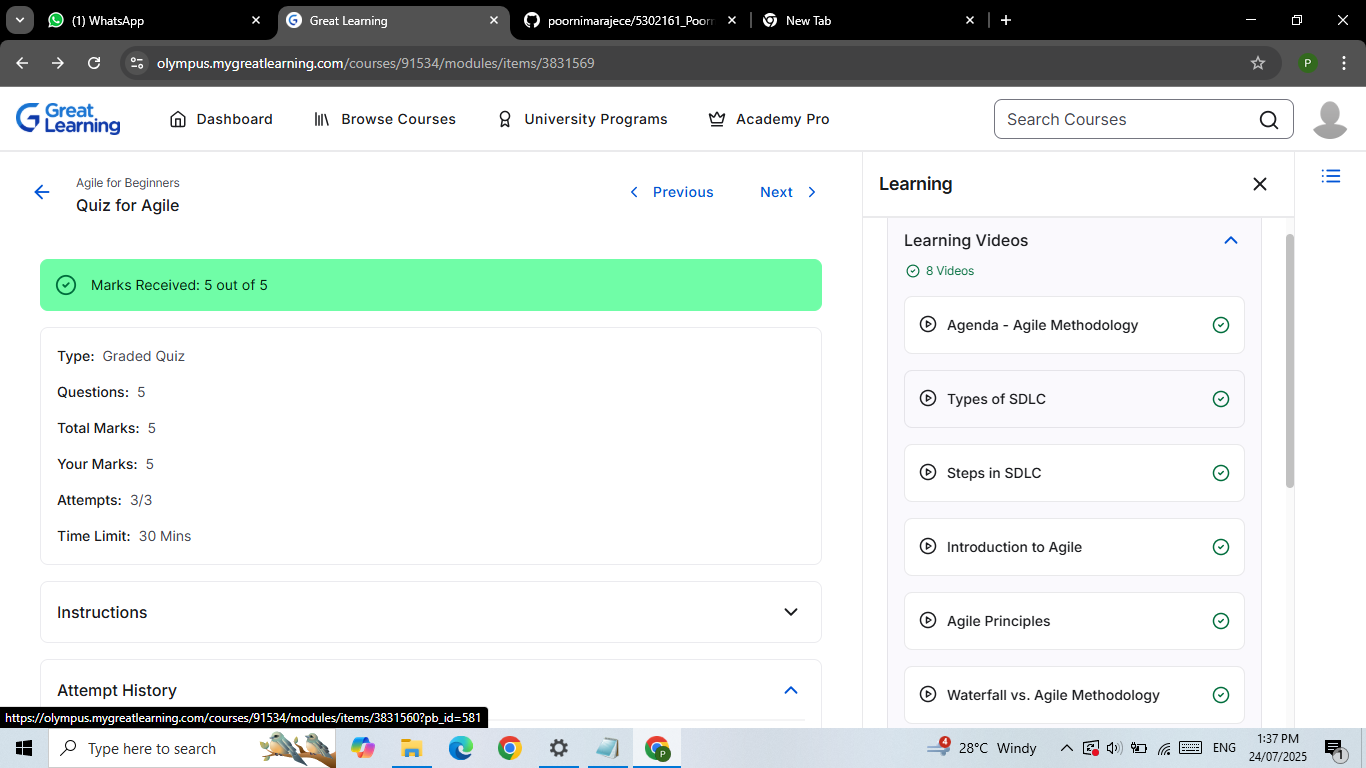 (1) WhatsApp
Great Learning
poornimarajece/5302161_Poorn
New Tab
olympus.mygreatlearning.com/courses/91534/modules/items/3831569
P
Great Learning
Dashboard
Browse Courses
University Programs
Academy Pro
Search Courses
Agile for Beginners
Quiz for Agile
Previous
Next
Marks Received: 5 out of 5
Type: Graded Quiz
Questions: 5
Total Marks: 5
Your Marks: 5
Attempts: 3/3
Time Limit: 30 Mins
Instructions
Attempt History
Learning
Learning Videos
8 Videos
Agenda - Agile Methodology
Types of SDLC
Steps in SDLC
Introduction to Agile
Agile Principles
Waterfall vs. Agile Methodology
https://olympus.mygreatlearning.com/courses/91534/modules/items/3831560?pb_id=581
Type here to search
P
4
28°C Windy
ENG
1:37 PM
24/07/2025
1